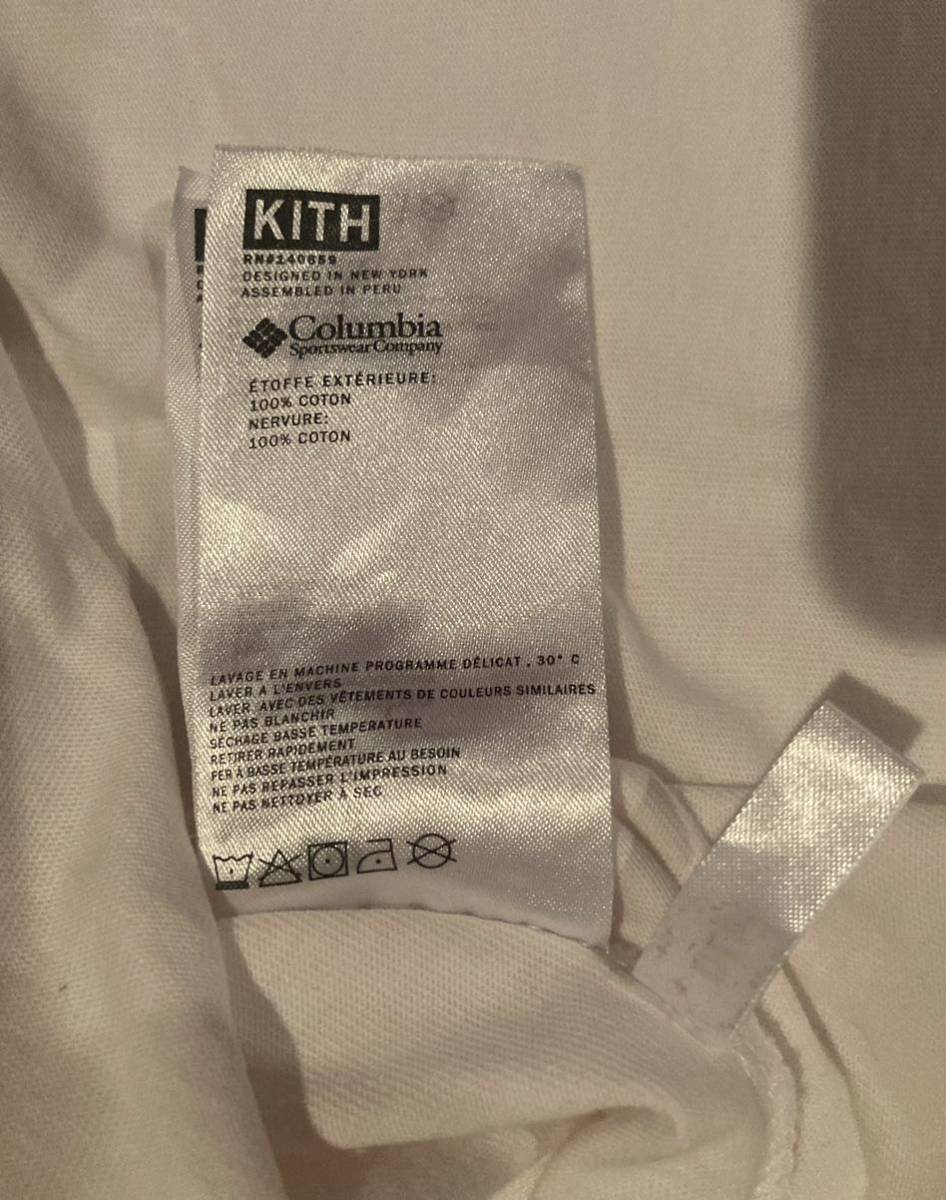 KITH
RN#140659
DESIGNED IN NEW YORK
ASSEMBLED IN PERU
Columbia
Sportswear Company
ÉTOFFE EXTÉRIEURE:
100% COTON
NERVURE:
100% COTON
LAVAGE EN MACHINE PROGRAMME DÉLICAT , 30° C
LAVER A L'ENVERS
LAVER AVEC DES VÊTEMENTS DE COULEURS SIMILAIRES
NE PAS BLANCHIR
SÉCHAGE BASSE TEMPERATURE
RETIRER RAPIDEMENT
FER À BASSE TEMPÉRATURE AU BESOIN
NE PAS REPASSER L'IMPRESSION
NE PAS NETTOYER À SEC